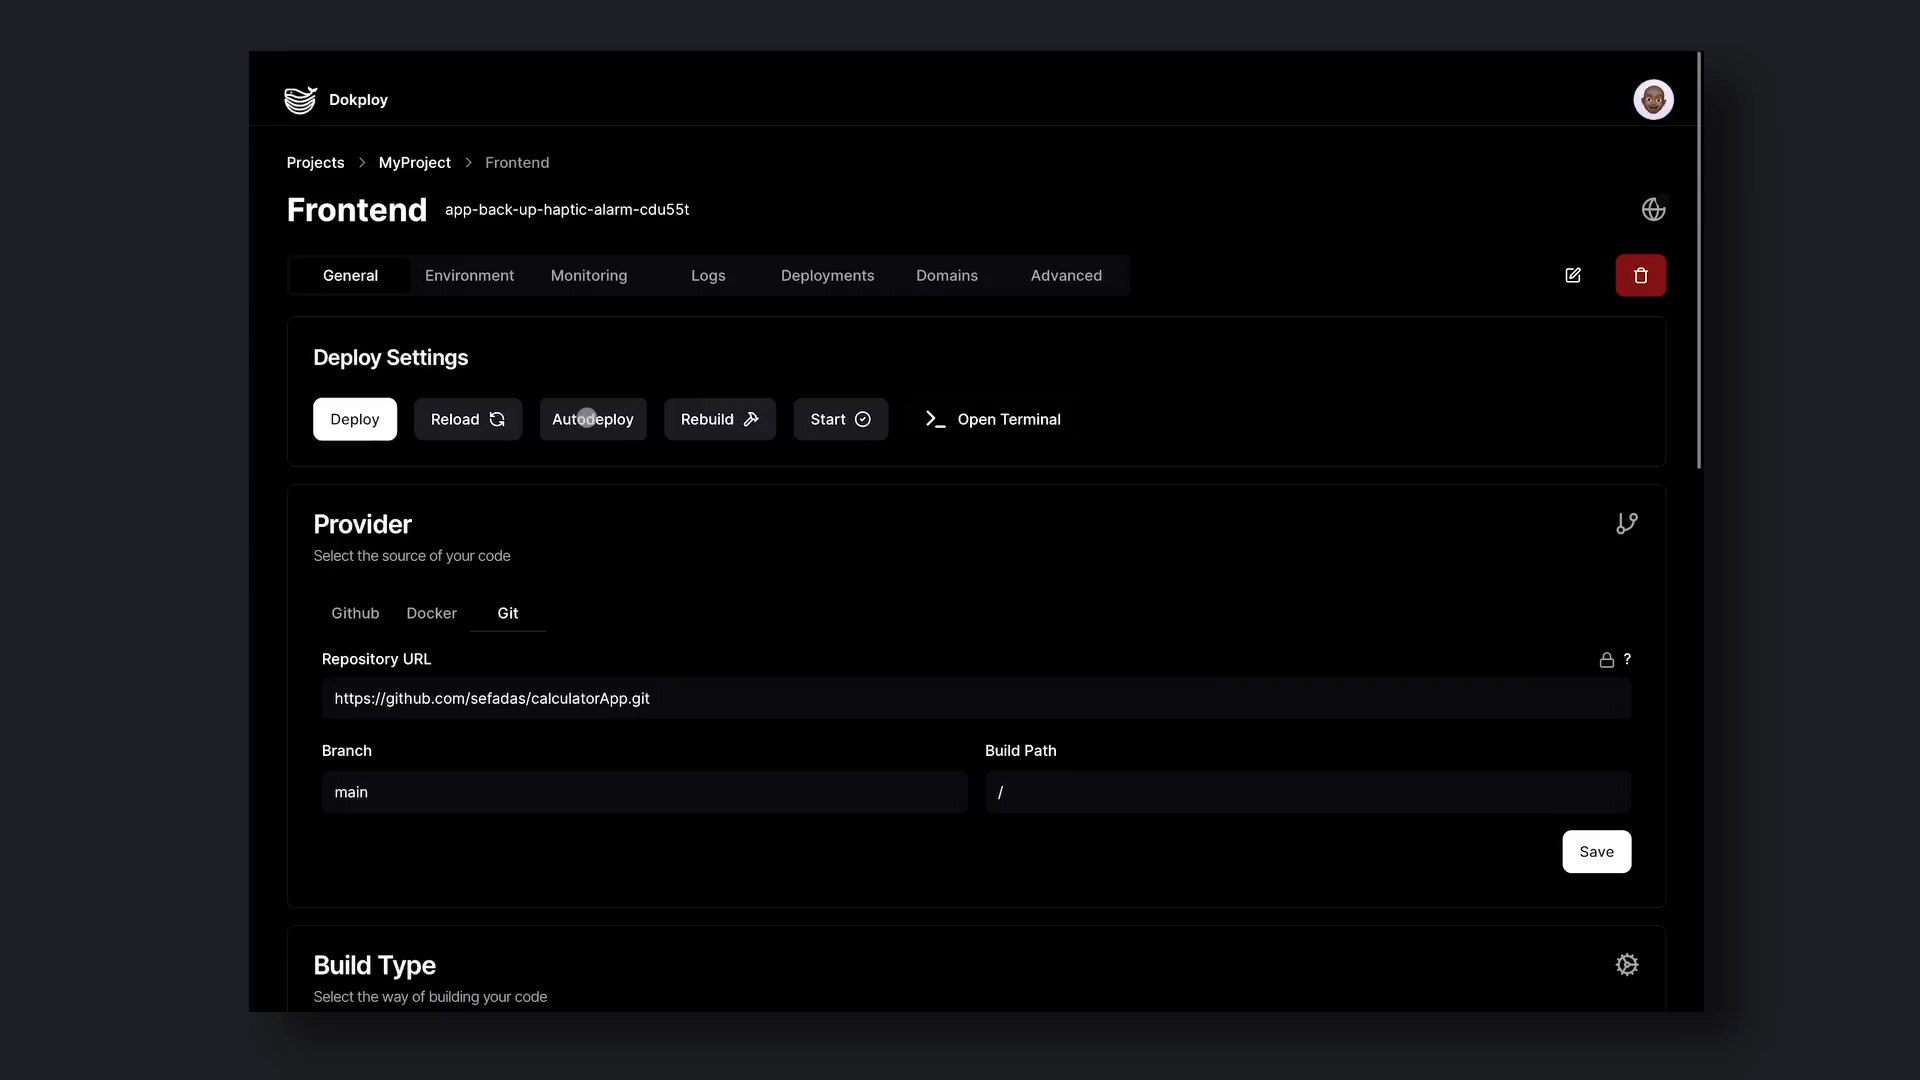 Dokploy
Projects > MyProject > Frontend
Frontend app-back-up-haptic-alarm-cdu55t
General Environment Monitoring Logs Deployments Domains Advanced
Deploy Settings
Deploy Reload Autodeploy Rebuild Start >_ Open Terminal
Provider
Select the source of your code
Github Docker Git
Repository URL ?
https://github.com/sefadas/calculatorApp.git
Branch Build Path
main /
Save
Build Type
Select the way of building your code